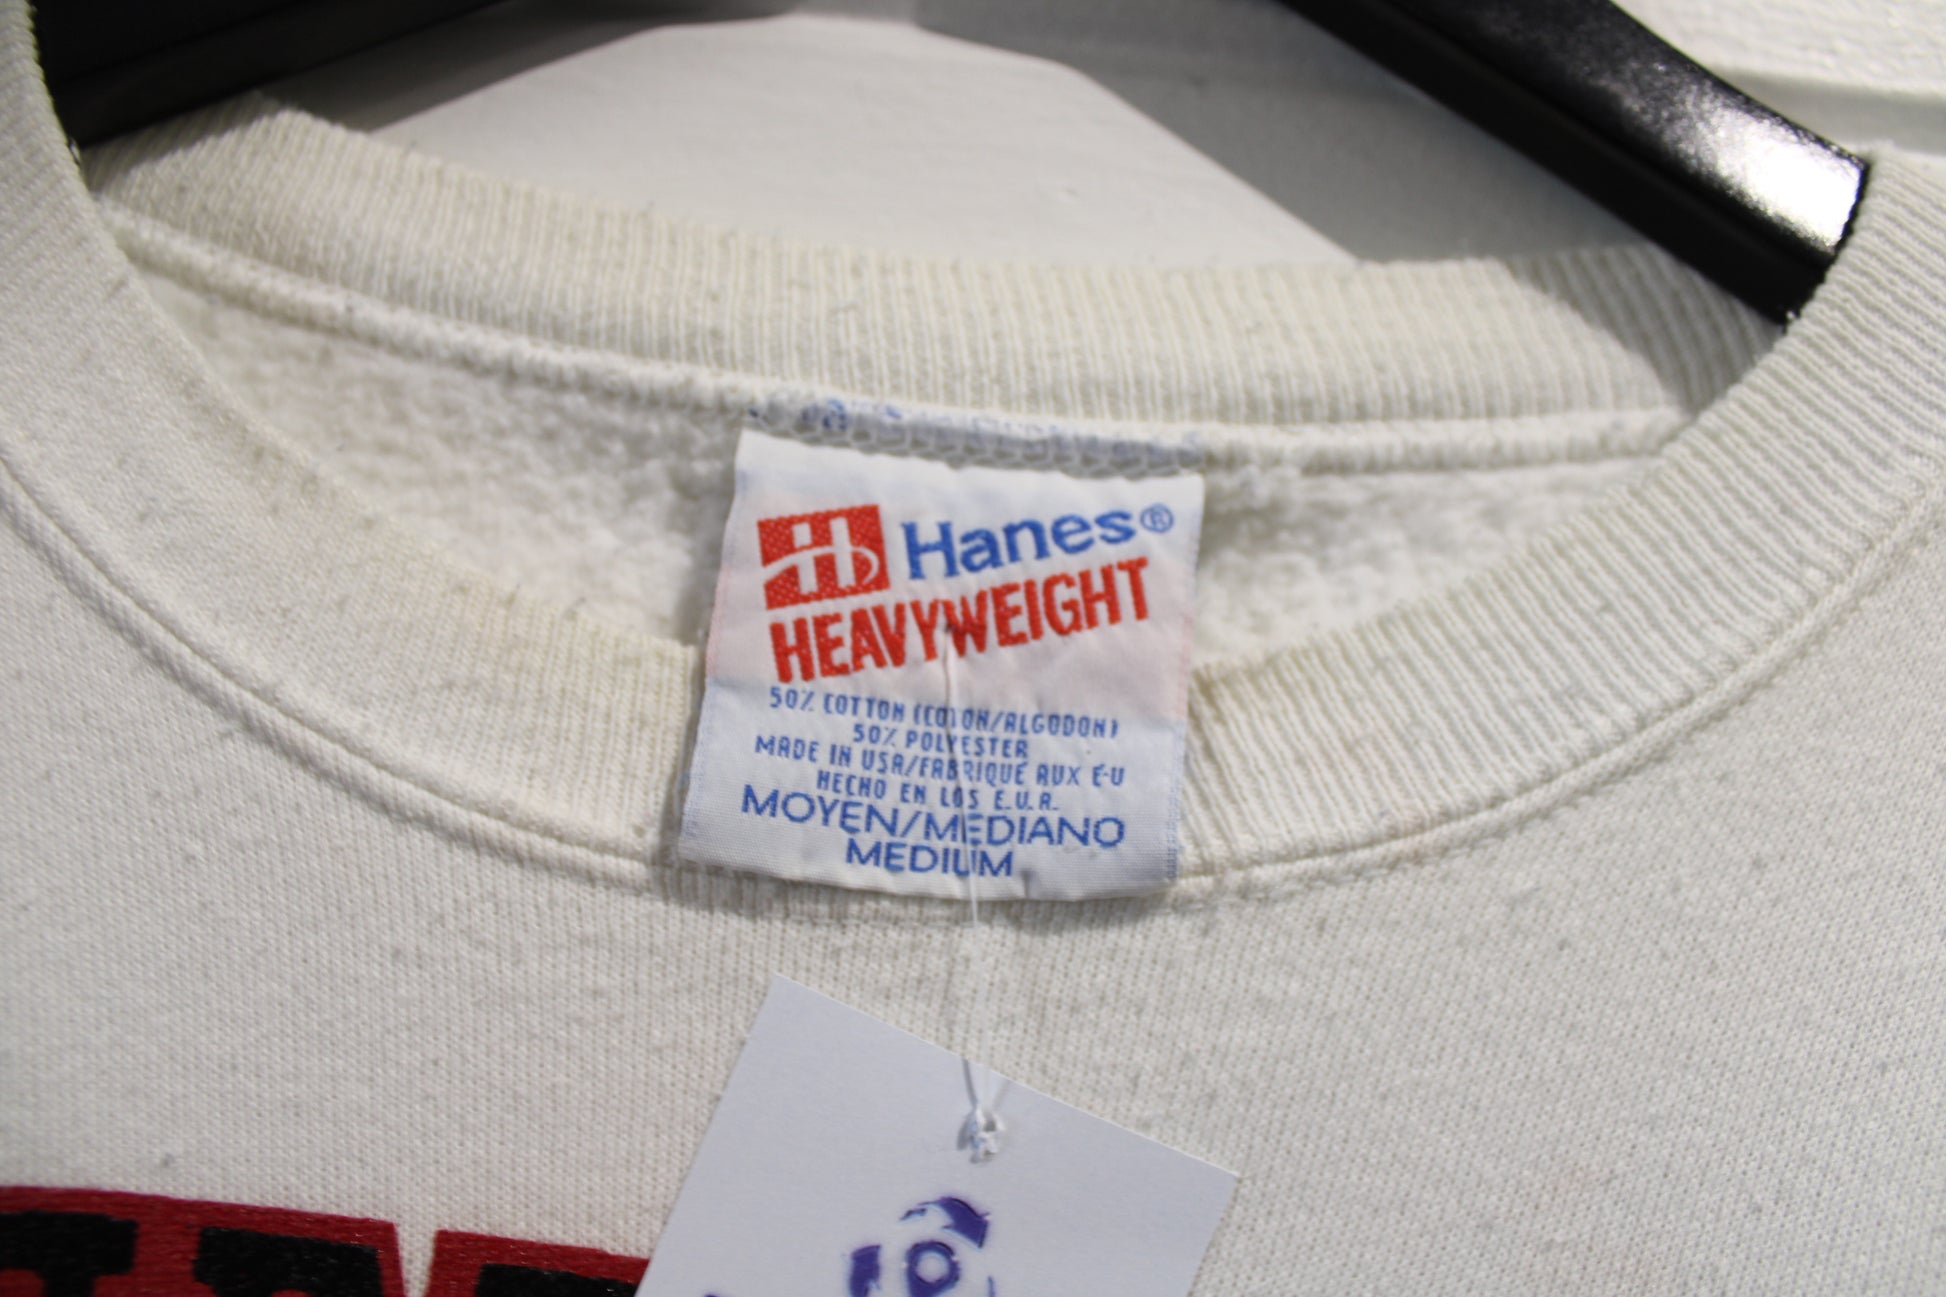 H Hanes®
HEAVYWEIGHT
50% COTTON (COTON/ALGODON)
50% POLYESTER
MADE IN USA/FABRIQUÉ AUX É-U
HECHO EN LOS E.U.A.
MOYEN/MEDIANO
MEDIUM